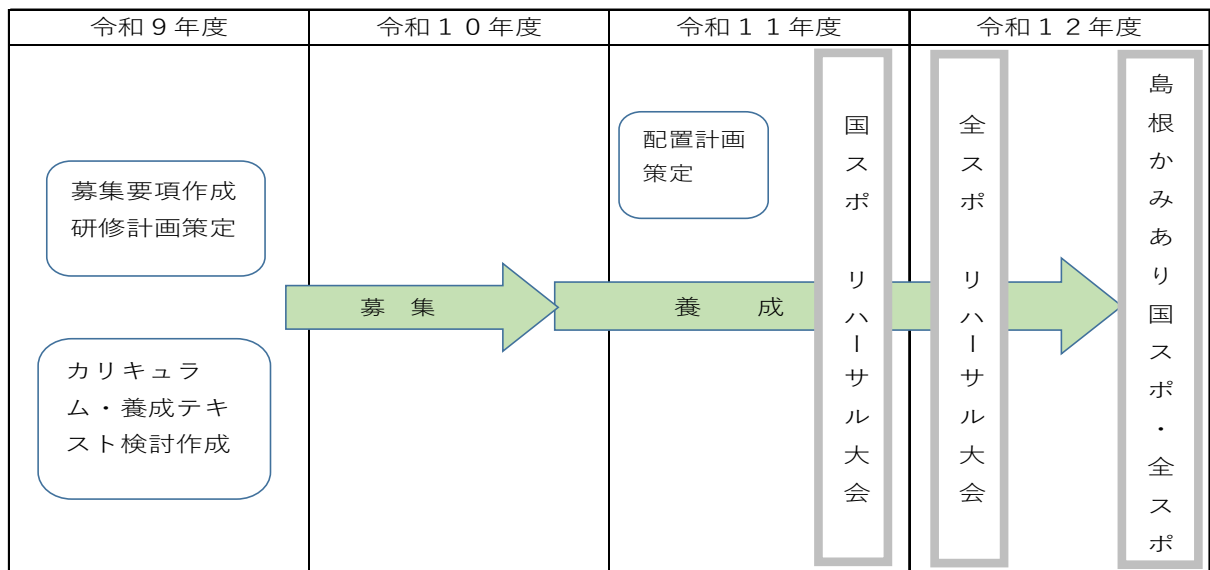 令和９年度
令和１０年度
令和１１年度
令和１２年度
募集要項作成
研修計画策定
カリキュラ
ム・養成テキ
スト検討作成
募　集
配置計画
策定
養　成
国スポ　リハーサル大会
全スポ　リハーサル大会
島根かみあり国スポ・全スポ